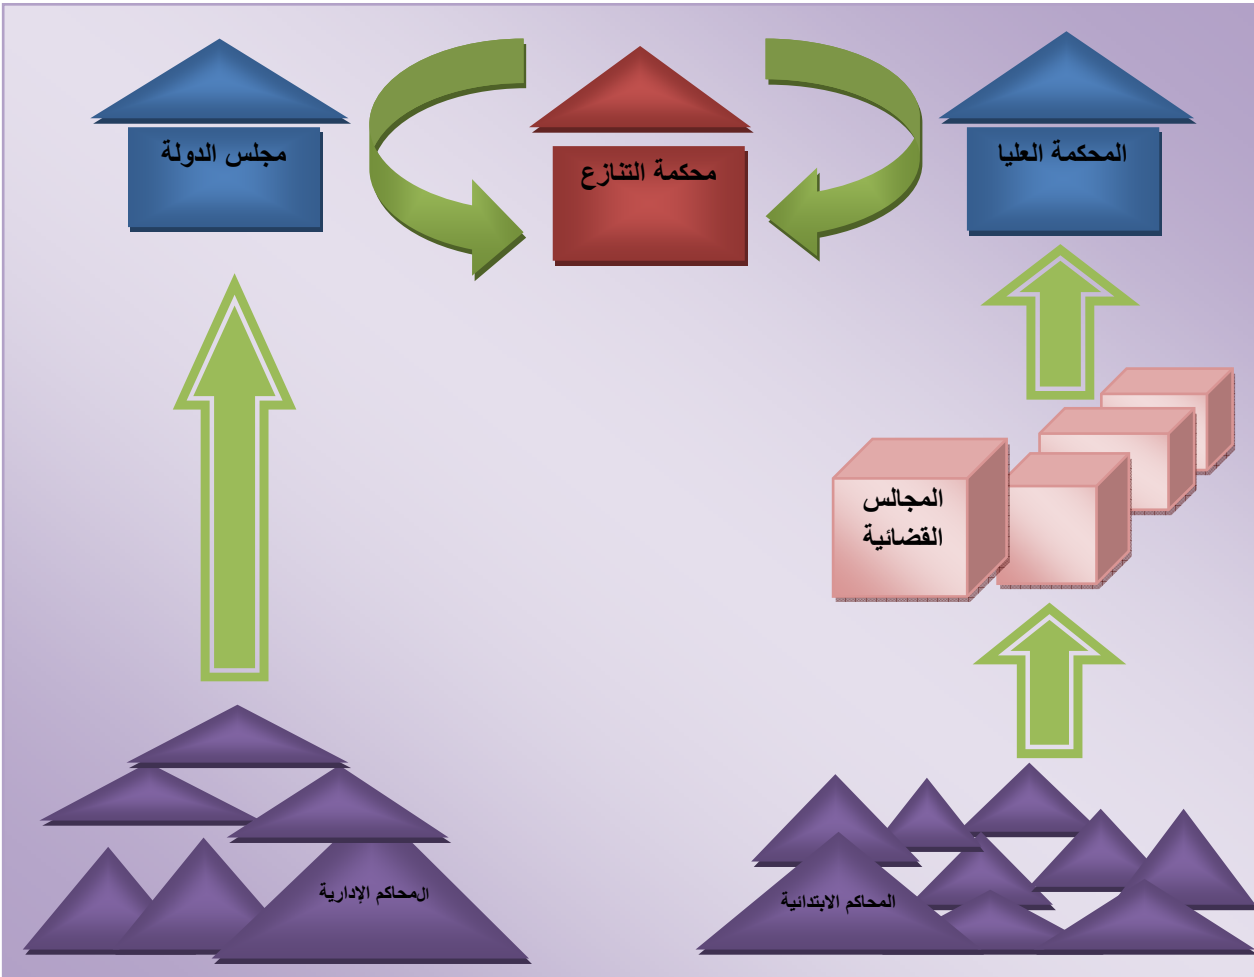 المحكمة العليا
محكمة التنازع
مجلس الدولة
المجالس
القضائية
المحاكم الابتدائية
المحاكم الإدارية